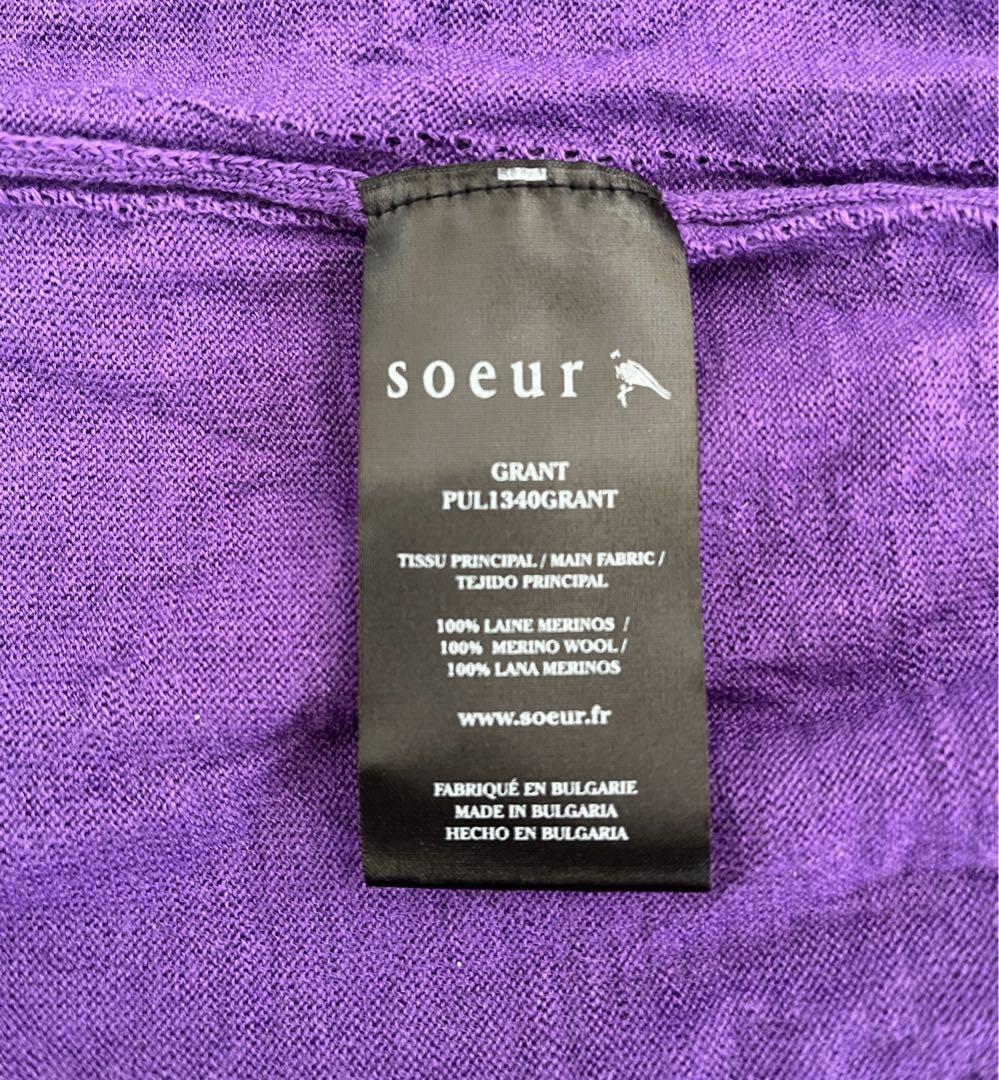 soeur
GRANT
PUL1340GRANT
TISSU PRINCIPAL / MAIN FABRIC /
TEJIDO PRINCIPAL
100% LAINE MERINOS /
100% MERINO WOOL /
100% LANA MERINOS
www.soeur.fr
FABRIQUÉ EN BULGARIE
MADE IN BULGARIA
HECHO EN BULGARIA